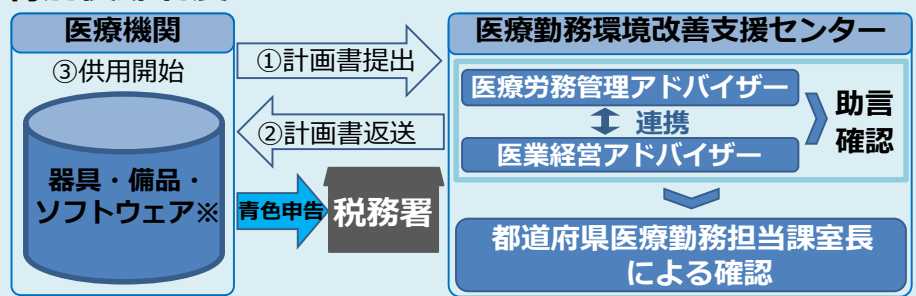 医療機関
③供用開始
器具・備品・
ソフトウェア※
①計画書提出
②計画書返送
青色申告
税務署
医療勤務環境改善支援センター
医療労務管理アドバイザー
連携
医業経営アドバイザー
助言
確認
都道府県医療勤務担当課室長
による確認